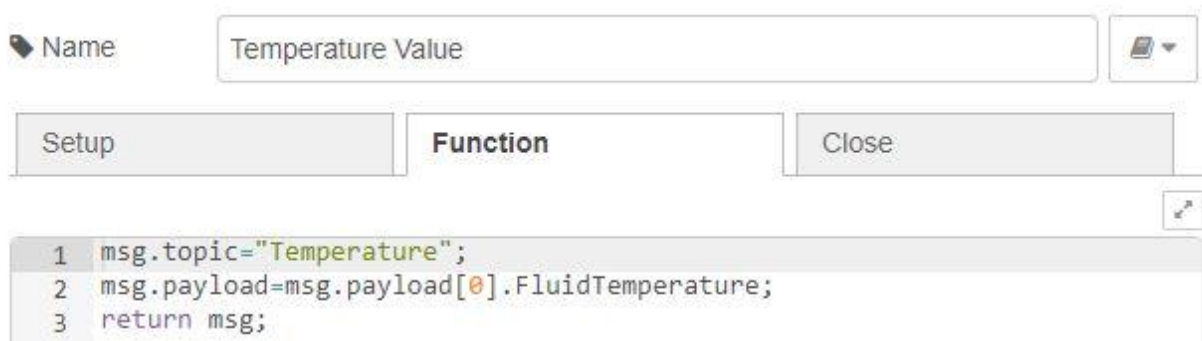 Name
Temperature Value
Setup
Function
Close
1 msg.topic="Temperature";
2 msg.payload=msg.payload[0].FluidTemperature;
3 return msg;